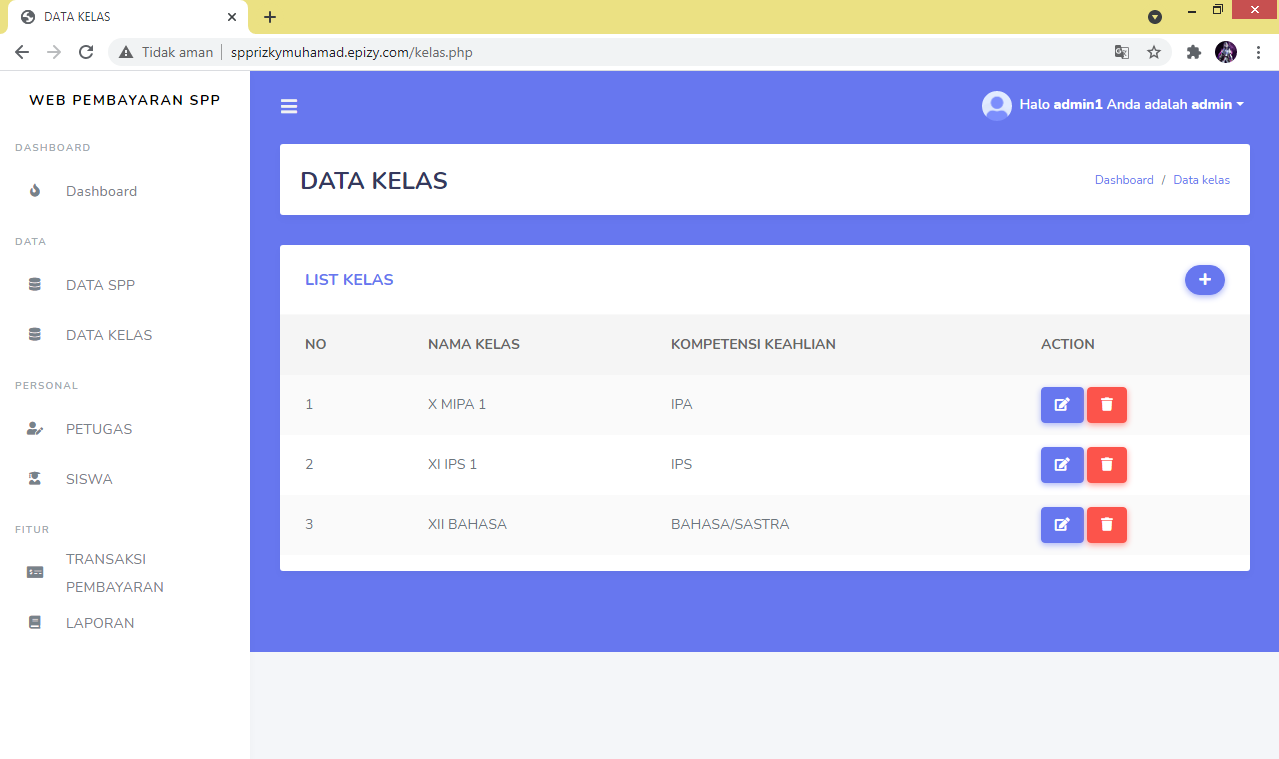 DATA KELAS
Tidak aman
spprizkymuhamad.epizy.com/kelas.php
WEB PEMBAYARAN SPP
Halo admin1 Anda adalah admin
DASHBOARD
Dashboard
DATA
DATA SPP
DATA KELAS
PERSONAL
PETUGAS
SISWA
FITUR
TRANSAKSI
PEMBAYARAN
LAPORAN
DATA KELAS
Dashboard / Data kelas
LIST KELAS
NO NAMA KELAS KOMPETENSI KEAHLIAN ACTION
1 X MIPA 1 IPA
2 XI IPS 1 IPS
3 XII BAHASA BAHASA/SASTRA